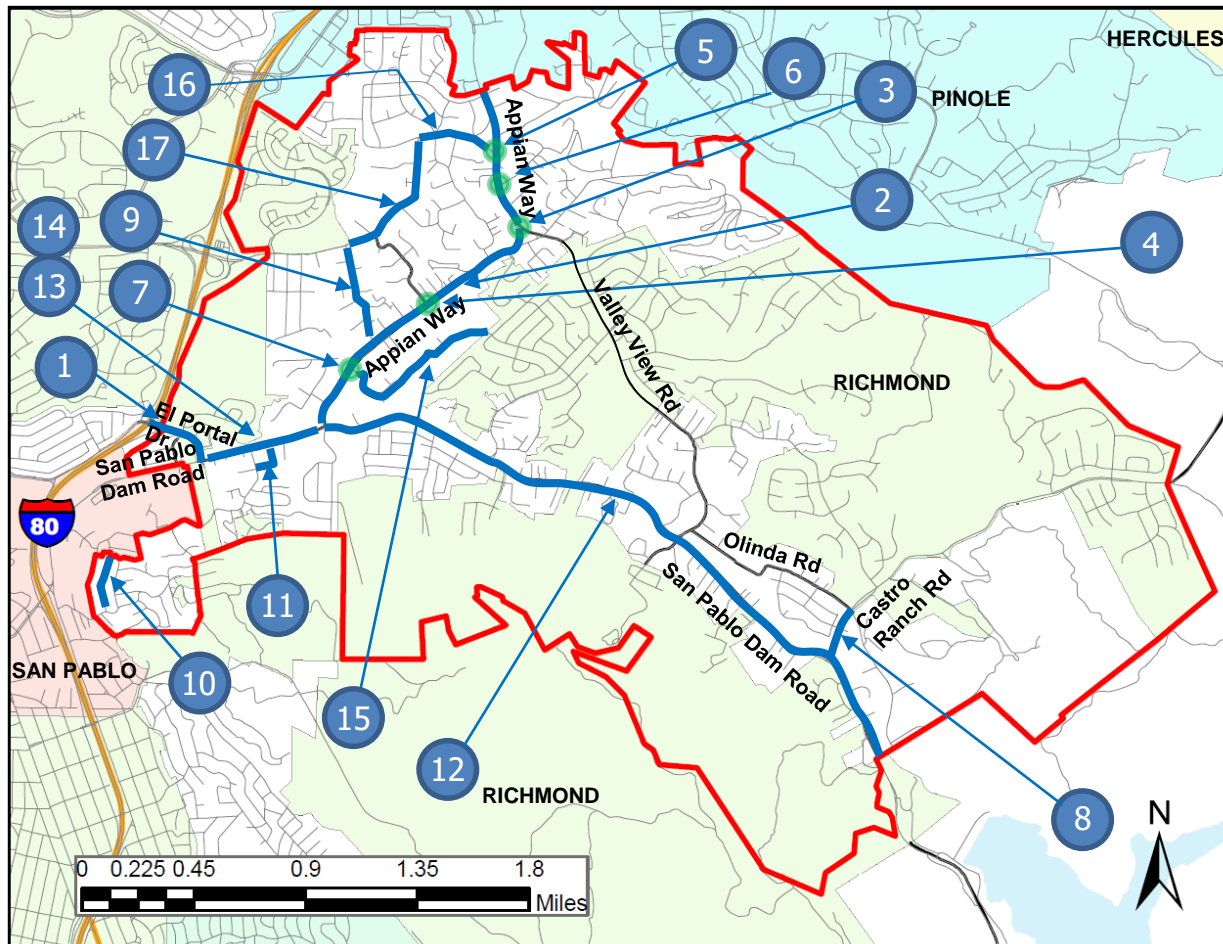 HERCULES
5
6
3
16
PINOLE
Appian Way
17
2
14
9
4
13
7
Valley View Rd
Appian Way
1
RICHMOND
El Portal
Dr
San Pablo
Dam Road
80
Olinda Rd
Castro
Ranch Rd
11
San Pablo Dam Road
SAN PABLO
10
15
12
RICHMOND
8
N
0 0.225 0.45 0.9 1.35 1.8
Miles